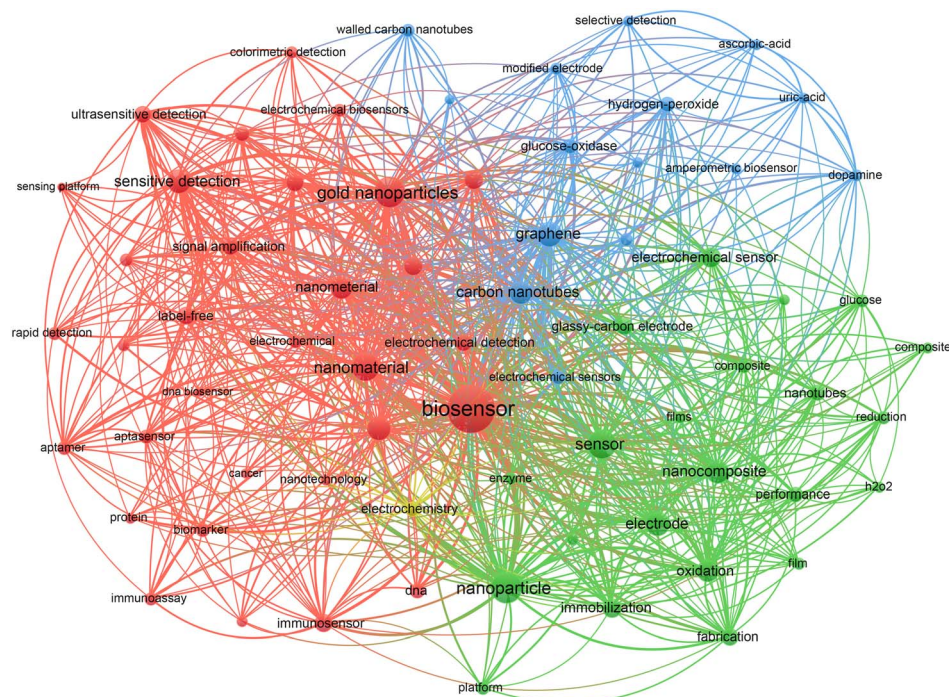 selective detection
walled carbon nanotubes
ascorbic-acid
colorimetric detection
modified electrode
uric-acid
hydrogen-peroxide
electrochemical biosensors
ultrasensitive detection
glucose-oxidase
amperometric biosensor
dopamine
sensitive detection
sensing platform
gold nanoparticles
graphene
signal amplification
electrochemical sensor
nanometerial
carbon nanotubes
glucose
label-free
glassy-carbon electrode
rapid detection
electrochemical
electrochemical detection
composite
composite
nanomaterial
electrochemical sensors
dna biosensor
nanotubes
biosensor
films
reduction
aptamer
aptasensor
sensor
cancer
nanotechnology
enzyme
nanocomposite
h2o2
performance
electrochemistry
protein
biomarker
electrode
film
oxidation
dna
nanoparticle
immunoassay
immobilization
immunosensor
fabrication
platform